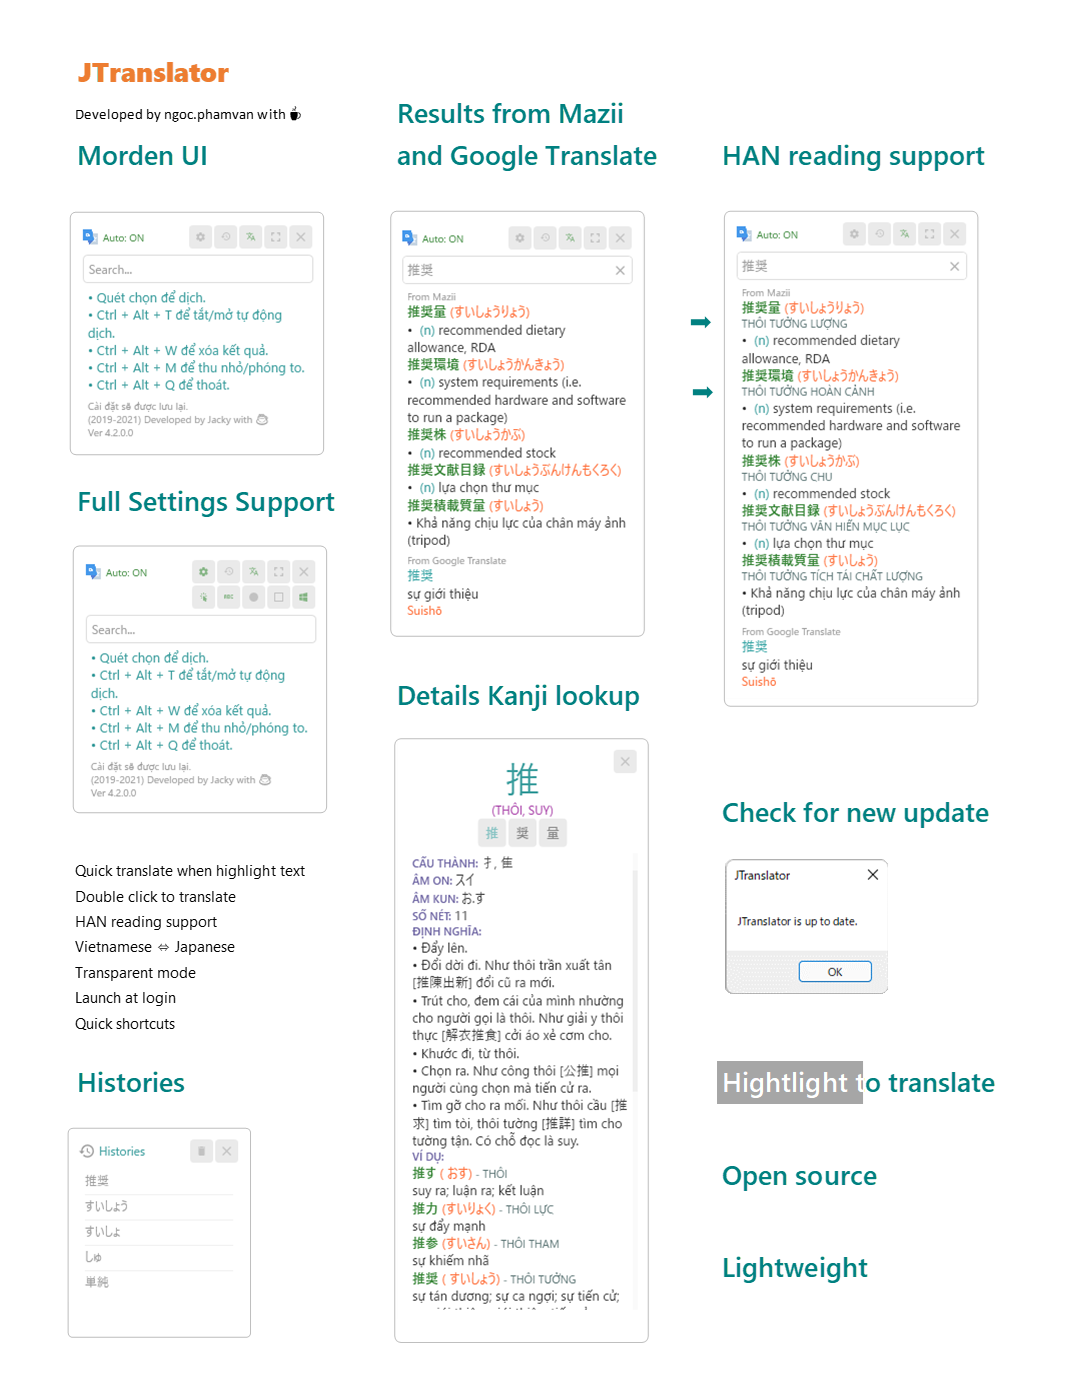 JTranslator
Developed by ngoc.phamvan with
Morden UI
Auto: ON
Search...
• Quét chọn để dịch.
• Ctrl + Alt + T để tắt/mở tự động
dịch.
• Ctrl + Alt + W để xóa kết quả.
• Ctrl + Alt + M để thu nhỏ/phóng to.
• Ctrl + Alt + Q để thoát.
Cài đặt sẽ được lưu lại.
(2019-2021) Developed by Jacky with
Ver 4.2.0.0
Full Settings Support
Auto: ON
REC
Search...
• Quét chọn để dịch.
• Ctrl + Alt + T để tắt/mở tự động
dịch.
• Ctrl + Alt + W để xóa kết quả.
• Ctrl + Alt + M để thu nhỏ/phóng to.
• Ctrl + Alt + Q để thoát.
Cài đặt sẽ được lưu lại.
(2019-2021) Developed by Jacky with
Ver 4.2.0.0
Quick translate when highlight text
Double click to translate
HAN reading support
Vietnamese ⇔ Japanese
Transparent mode
Launch at login
Quick shortcuts
Histories
Histories
推奨
すいしょう
すいしょ
しゅ
単純
Results from Mazii
and Google Translate
Auto: ON
推奨
From Mazii
推奨量 (すいしょうりょう)
• (n) recommended dietary
allowance, RDA
推奨環境 (すいしょうかんきょう)
• (n) system requirements (i.e.
recommended hardware and software
to run a package)
推奨株 (すいしょうかぶ)
• (n) recommended stock
推奨文献目録 (すいしょうぶんけんもくろく)
• (n) lựa chọn thư mục
推奨積載質量 (すいしょう)
• Khả năng chịu lực của chân máy ảnh
(tripod)
From Google Translate
推奨
sự giới thiệu
Suishō
Details Kanji lookup
推
(THÔI, SUY)
推 奨 量
CẤU THÀNH: 扌, 隹
ÂM ON: スイ
ÂM KUN: お.す
SỐ NÉT: 11
ĐỊNH NGHĨA:
• Đẩy lên.
• Đổi dời đi. Như thôi trần xuất tân
[推陳出新] đổi cũ ra mới.
• Trút cho, đem cái của mình nhường
cho người gọi là thôi. Như giải y thôi
thực [解衣推食] cởi áo xẻ cơm cho.
• Khước đi, từ thôi.
• Chọn ra. Như công thôi [公推] mọi
người cùng chọn mà tiến cử ra.
• Tìm gỡ cho ra mối. Như thôi cầu [推
求] tìm tòi, thôi tường [推詳] tìm cho
tường tận. Có chỗ đọc là suy.
VÍ DỤ:
推す ( おす) - THÔI
suy ra; luận ra; kết luận
推力 (すいりょく) - THÔI LỰC
sự đẩy mạnh
推参 (すいさん) - THÔI THAM
sự khiếm nhã
推奨 ( すいしょう) - THÔI TƯỞNG
sự tán dương; sự ca ngợi; sự tiến cử;
HAN reading support
Auto: ON
推奨
From Mazii
推奨量 (すいしょうりょう)
THÔI TƯỞNG LƯỢNG
• (n) recommended dietary
allowance, RDA
推奨環境 (すいしょうかんきょう)
THÔI TƯỞNG HOÀN CẢNH
• (n) system requirements (i.e.
recommended hardware and software
to run a package)
推奨株 (すいしょうかぶ)
THÔI TƯỞNG CHU
• (n) recommended stock
推奨文献目録 (すいしょうぶんけんもくろく)
THÔI TƯỞNG VĂN HIẾN MỤC LỤC
• (n) lựa chọn thư mục
推奨積載質量 (すいしょう)
THÔI TƯỞNG TÍCH TÁI CHẤT LƯỢNG
• Khả năng chịu lực của chân máy ảnh
(tripod)
From Google Translate
推奨
sự giới thiệu
Suishō
Check for new update
JTranslator
JTranslator is up to date.
OK
Hightlight to translate
Open source
Lightweight